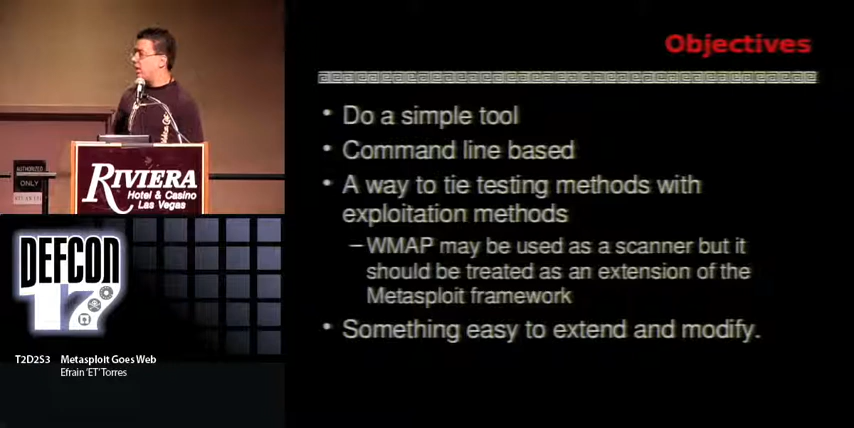 Objectives
• Do a simple tool
• Command line based
• A way to tie testing methods with
exploitation methods
– WMAP may be used as a scanner but it
should be treated as an extension of the
Metasploit framework
• Something easy to extend and modify.
AUTHORIZED
ONLY
RIVIERA
Hotel & Casino
Las Vegas
DEFCON
17
T2D2S3 Metasploit Goes Web
Efrain 'ET' Torres